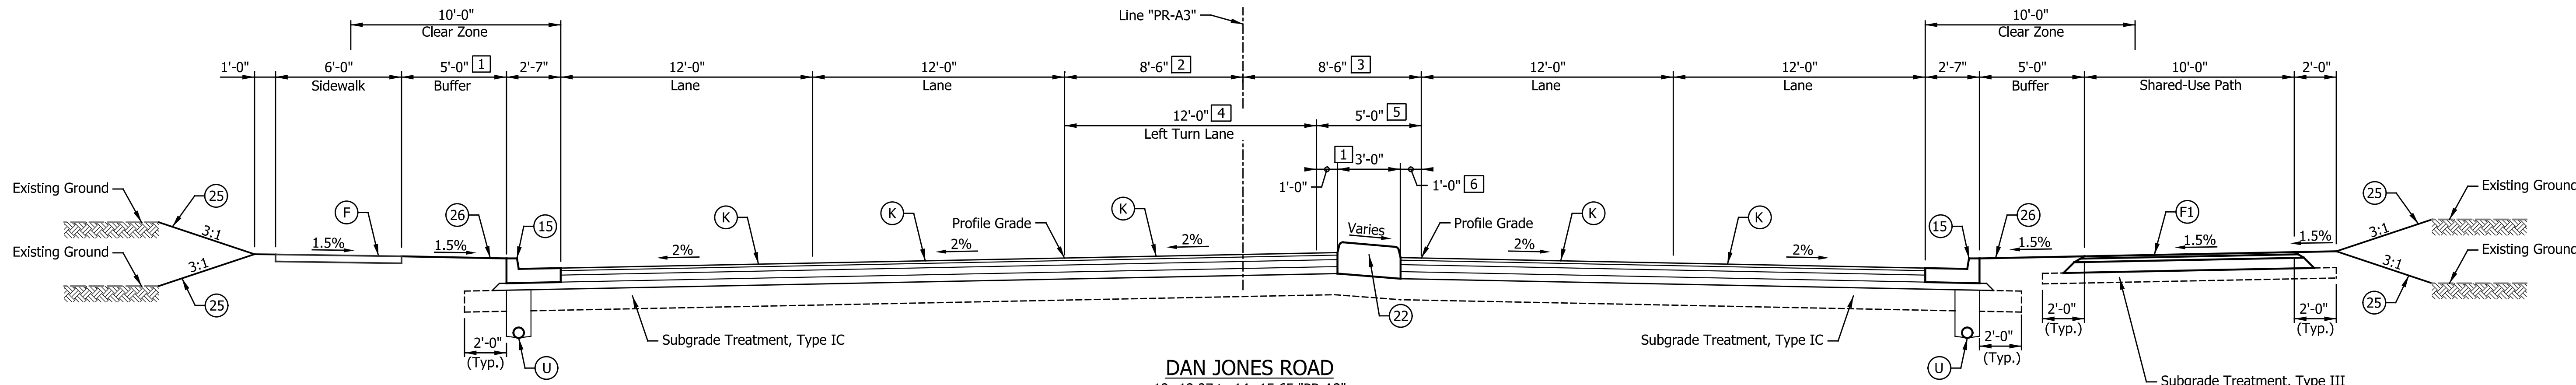 10'-0"
Clear Zone
Line "PR-A3"
10'-0"
Clear Zone
1'-0"
6'-0"
Sidewalk
5'-0" 1
Buffer
2'-7"
12'-0"
Lane
12'-0"
Lane
8'-6" 2
8'-6" 3
12'-0"
Lane
12'-0"
Lane
2'-7"
5'-0"
Buffer
10'-0"
Shared-Use Path
2'-0"
12'-0" 4
Left Turn Lane
5'-0" 5
1 3'-0"
1'-0"
1'-0" 6
Existing Ground
25
3:1
F
1.5%
26
1.5%
15
K
2%
K
2%
Profile Grade
K
2%
Varies
Profile Grade
K
2%
K
2%
15
26
1.5%
F1
1.5%
1.5%
25
3:1
Existing Ground
Existing Ground
3:1
25
3:1
Existing Ground
25
22
2'-0"
(Typ.)
U
Subgrade Treatment, Type IC
Subgrade Treatment, Type IC
U
2'-0"
(Typ.)
2'-0"
(Typ.)
2'-0"
(Typ.)
Subgrade Treatment, Type III
DAN JONES ROAD